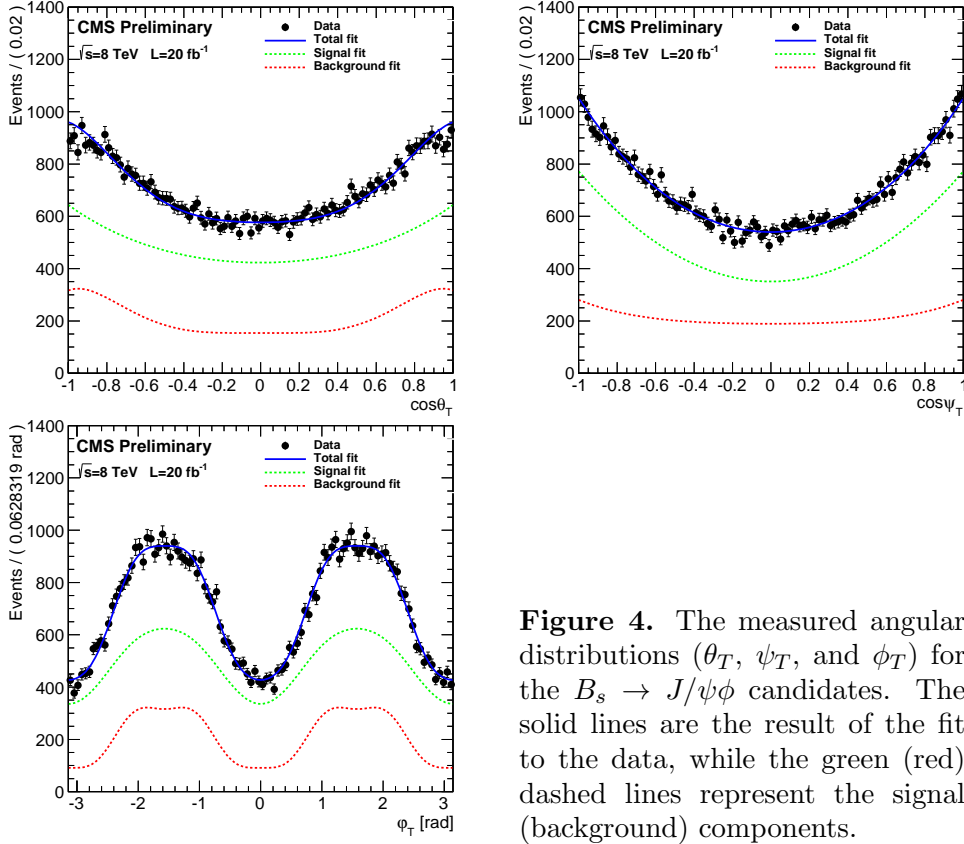 CMS Preliminary
√s=8 TeV L=20 fb⁻¹
Data
Total fit
Signal fit
Background fit
Events / ( 0.02 )
1400
1200
1000
800
600
400
200
0
-1 -0.8 -0.6 -0.4 -0.2 0 0.2 0.4 0.6 0.8 1
cosθ_T
CMS Preliminary
√s=8 TeV L=20 fb⁻¹
Data
Total fit
Signal fit
Background fit
Events / ( 0.02 )
1400
1200
1000
800
600
400
200
0
-1 -0.8 -0.6 -0.4 -0.2 0 0.2 0.4 0.6 0.8 1
cosψ_T
CMS Preliminary
√s=8 TeV L=20 fb⁻¹
Data
Total fit
Signal fit
Background fit
Events / ( 0.0628319 rad )
1400
1200
1000
800
600
400
200
0
-3 -2 -1 0 1 2 3
φ_T [rad]
Figure 4. The measured angular
distributions (θ_T, ψ_T, and ϕ_T) for
the B_s → J/ψϕ candidates. The
solid lines are the result of the fit
to the data, while the green (red)
dashed lines represent the signal
(background) components.